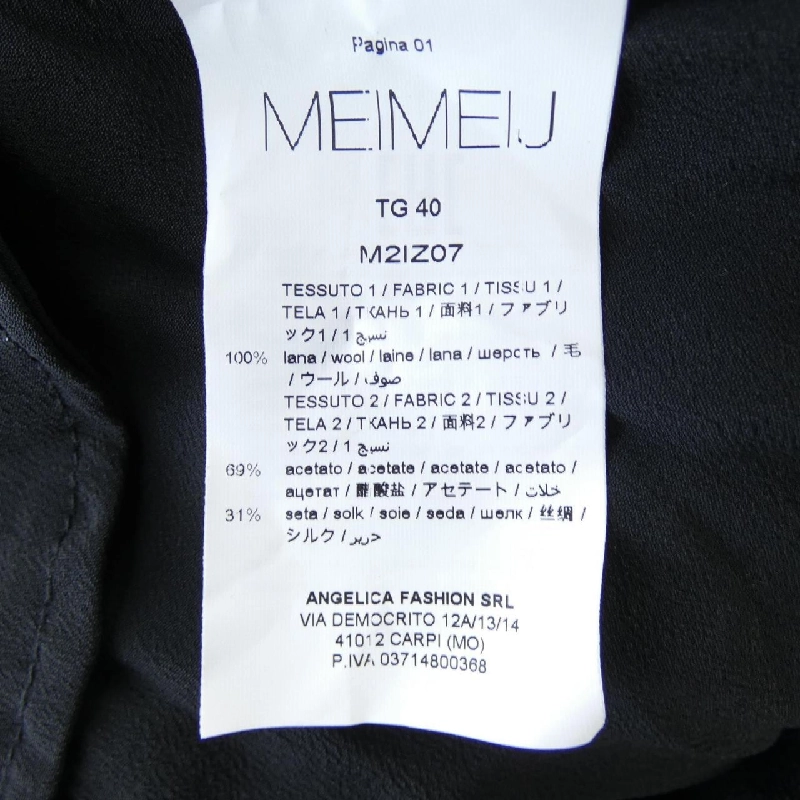 Pagina 01
MEIMEIJ
TG 40
M2IZ07
TESSUTO 1 / FABRIC 1 / TISSU 1 /
TELA 1 / ТКАНЬ 1 / 面料1 / ファブリ
ック1 / 1 نسيج
100% lana / wool / laine / lana / шерсть / 毛
/ ウール / صوف
TESSUTO 2 / FABRIC 2 / TISSU 2 /
TELA 2 / ТКАНЬ 2 / 面料2 / ファブリ
ック2 / 1 نسيج
69% acetato / acetate / acetate / acetato /
ацетат / 醋酸盐 / アセテート / خلات
31% seta / solk / soie / seda / шелк / 丝绸 /
シルク / حرير
ANGELICA FASHION SRL
VIA DEMOCRITO 12A/13/14
41012 CARPI (MO)
P.IVA 03714800368